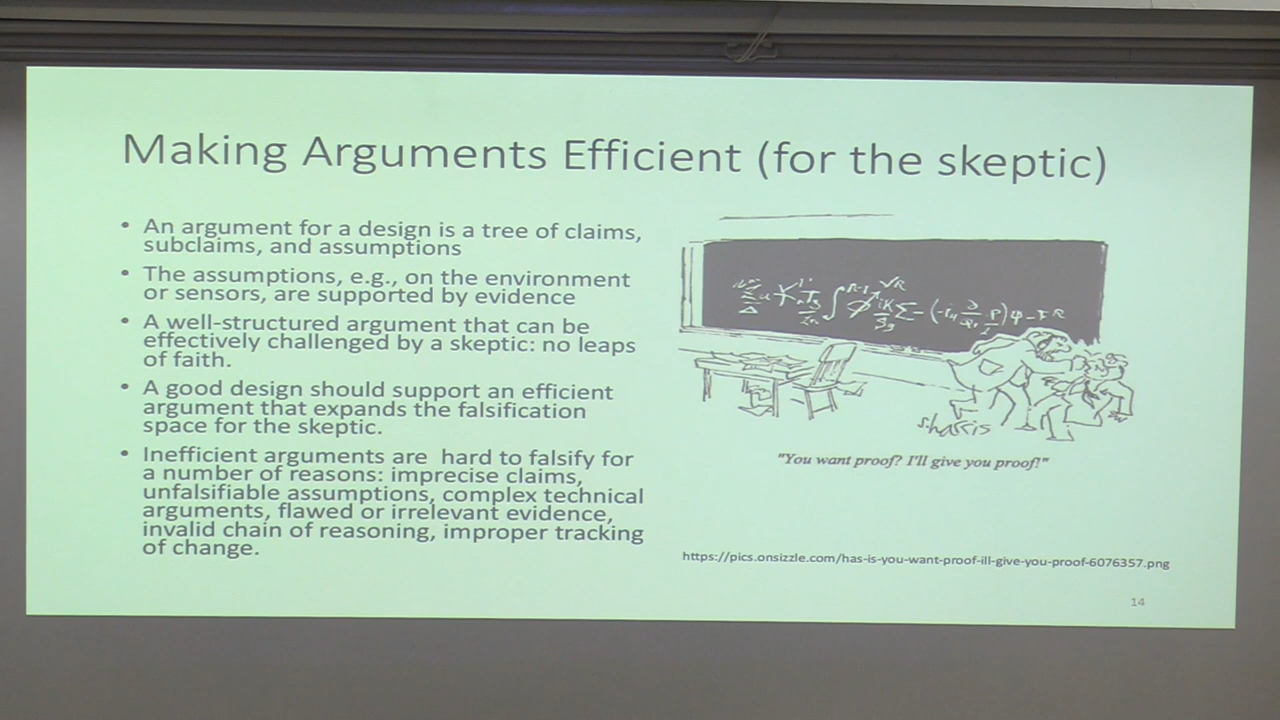 Making Arguments Efficient (for the skeptic)
• An argument for a design is a tree of claims,
subclaims, and assumptions
• The assumptions, e.g., on the environment
or sensors, are supported by evidence
• A well-structured argument that can be
effectively challenged by a skeptic: no leaps
of faith.
• A good design should support an efficient
argument that expands the falsification
space for the skeptic.
• Inefficient arguments are hard to falsify for
a number of reasons: imprecise claims,
unfalsifiable assumptions, complex technical
arguments, flawed or irrelevant evidence,
invalid chain of reasoning, improper tracking
of change.
s.harris
"You want proof? I'll give you proof!"
https://pics.onsizzle.com/has-is-you-want-proof-ill-give-you-proof-6076357.png
14